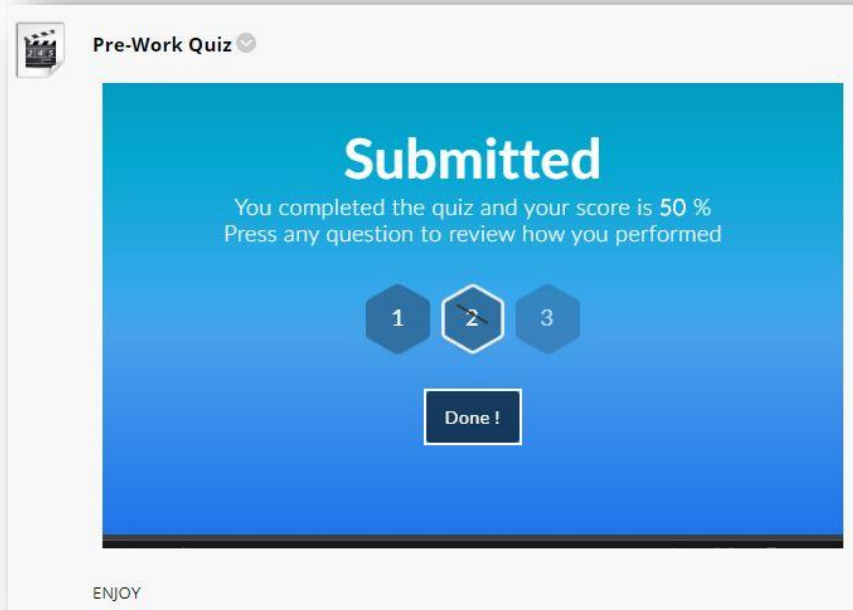 Pre-Work Quiz
Submitted
You completed the quiz and your score is 50 %
Press any question to review how you performed
1 2 3
Done !
ENJOY